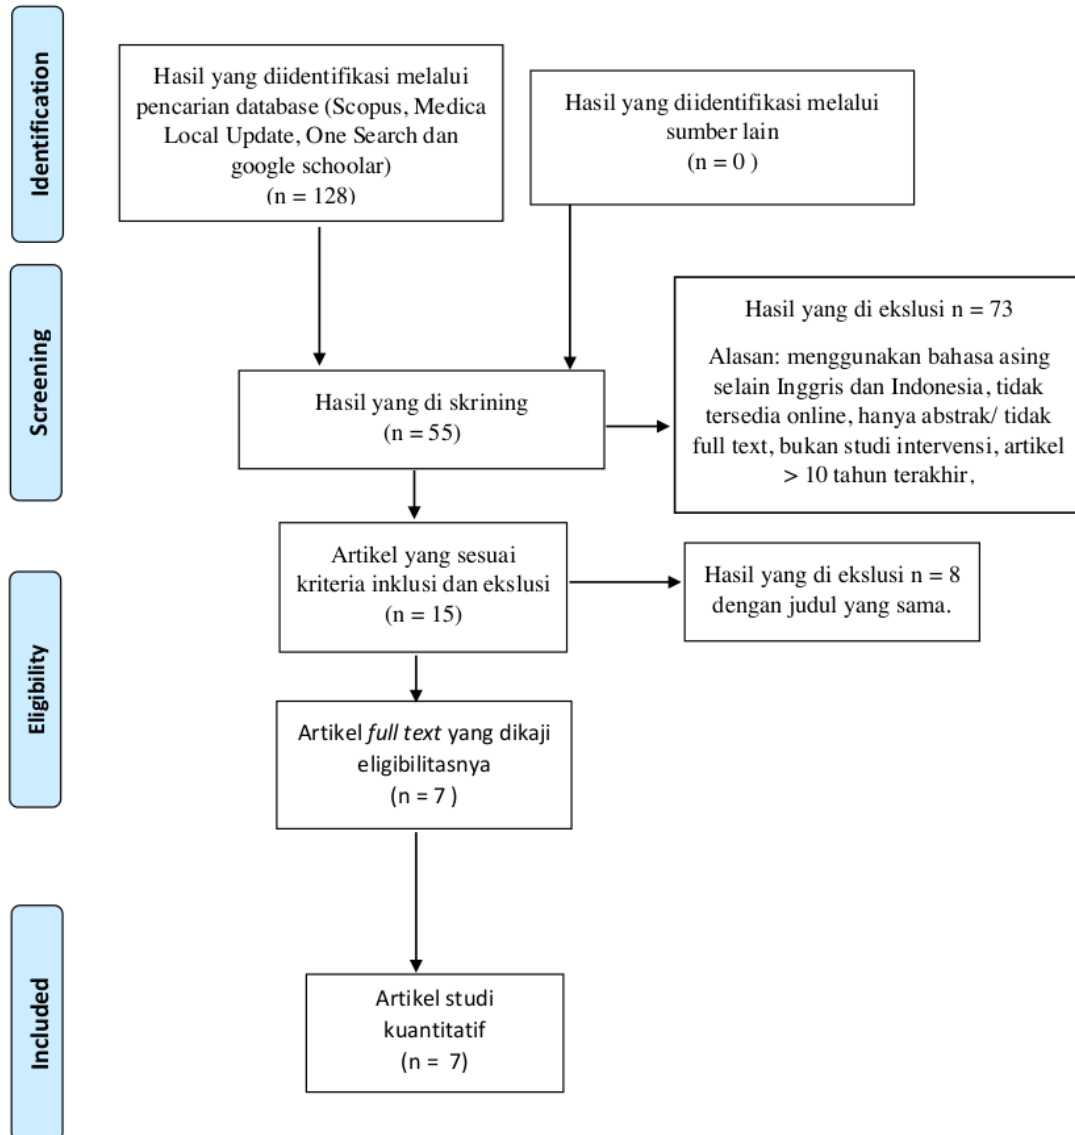 Identification
Hasil yang diidentifikasi melalui
pencarian database (Scopus, Medica
Local Update, One Search dan
google schoolar)
(n = 128)
Hasil yang diidentifikasi melalui
sumber lain
(n = 0 )
Screening
Hasil yang di skrining
(n = 55)
Hasil yang di ekslusi n = 73
Alasan: menggunakan bahasa asing
selain Inggris dan Indonesia, tidak
tersedia online, hanya abstrak/ tidak
full text, bukan studi intervensi, artikel
> 10 tahun terakhir,
Artikel yang sesuai
kriteria inklusi dan ekslusi
(n = 15)
Hasil yang di ekslusi n = 8
dengan judul yang sama.
Eligibility
Artikel full text yang dikaji
eligibilitasnya
(n = 7 )
Included
Artikel studi
kuantitatif
(n = 7)